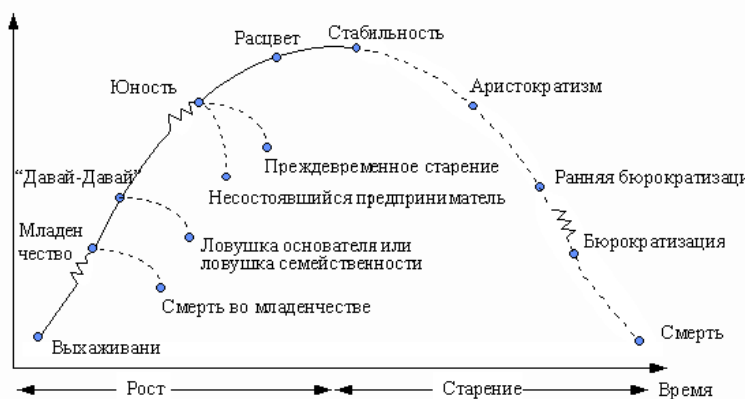 Стабильность
Расцвет
Юность
Аристократизм
Преждевременное старение
“Давай-Давай”
Ранняя бюрократизаци
Несостоявшийся предприниматель
Младен
чество
Ловушка основателя или
ловушка семейственности
Бюрократизация
Смерть во младенчестве
Смерть
Выхаживани
Рост
Старение
Время